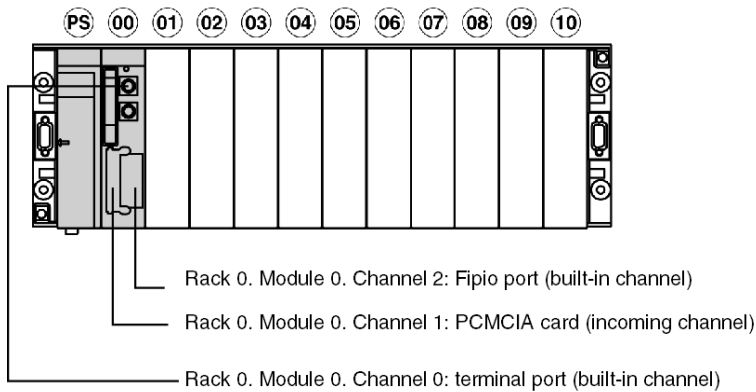 PS 00 01 02 03 04 05 06 07 08 09 10
Rack 0. Module 0. Channel 2: Fipio port (built-in channel)
Rack 0. Module 0. Channel 1: PCMCIA card (incoming channel)
Rack 0. Module 0. Channel 0: terminal port (built-in channel)